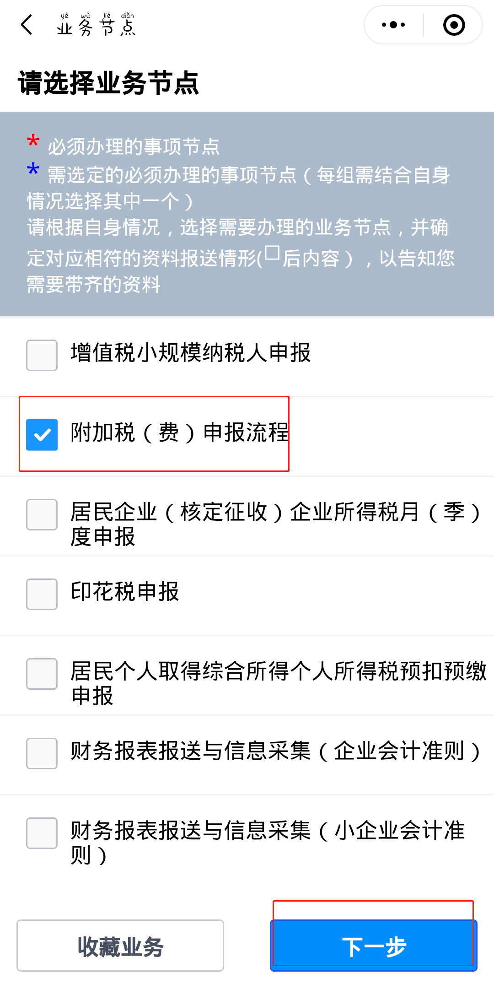 yè wù jié diǎn
业务节点
请选择业务节点
* 必须办理的事项节点
* 需选定的必须办理的事项节点（每组需结合自身
情况选择其中一个）
请根据自身情况，选择需要办理的业务节点，并确
定对应相符的资料报送情形(□后内容），以告知您
需要带齐的资料
增值税小规模纳税人申报
附加税（费）申报流程
居民企业（核定征收）企业所得税月（季）
度申报
印花税申报
居民个人取得综合所得个人所得税预扣预缴
申报
财务报表报送与信息采集（企业会计准则）
财务报表报送与信息采集（小企业会计准
则）
收藏业务
下一步